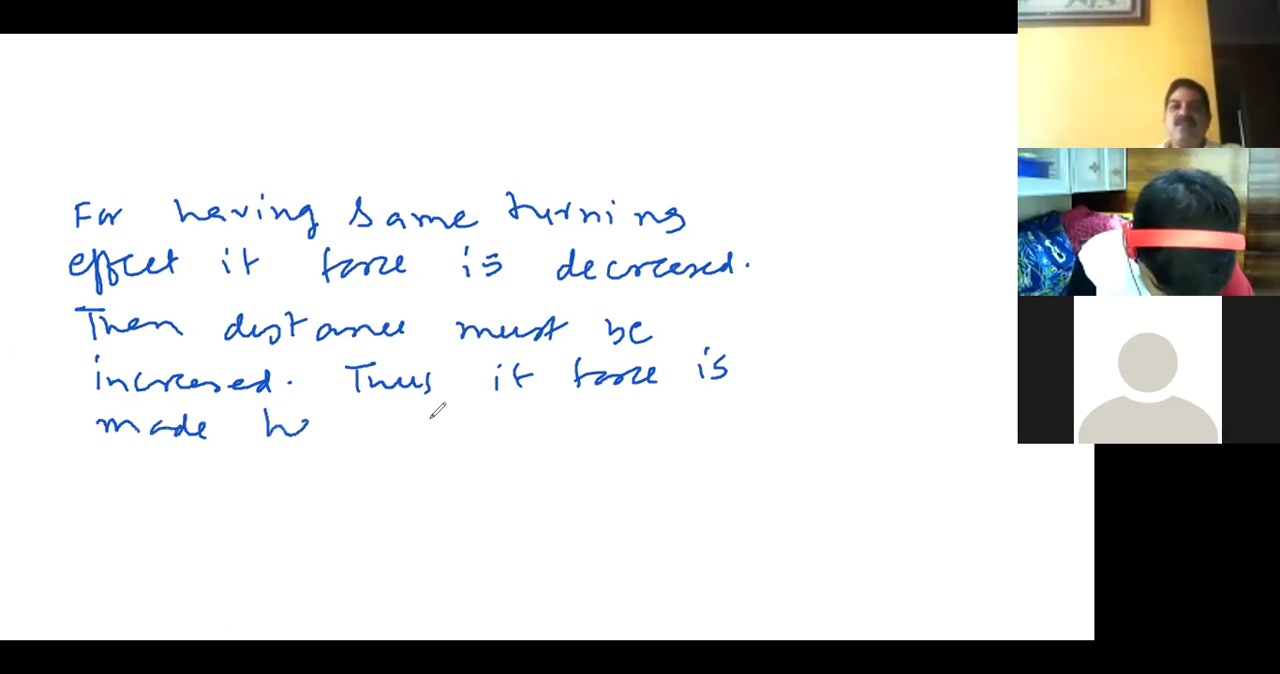 For having same turning
effect if force is decreased.
Then distance must be
increased. Thus if force is
made